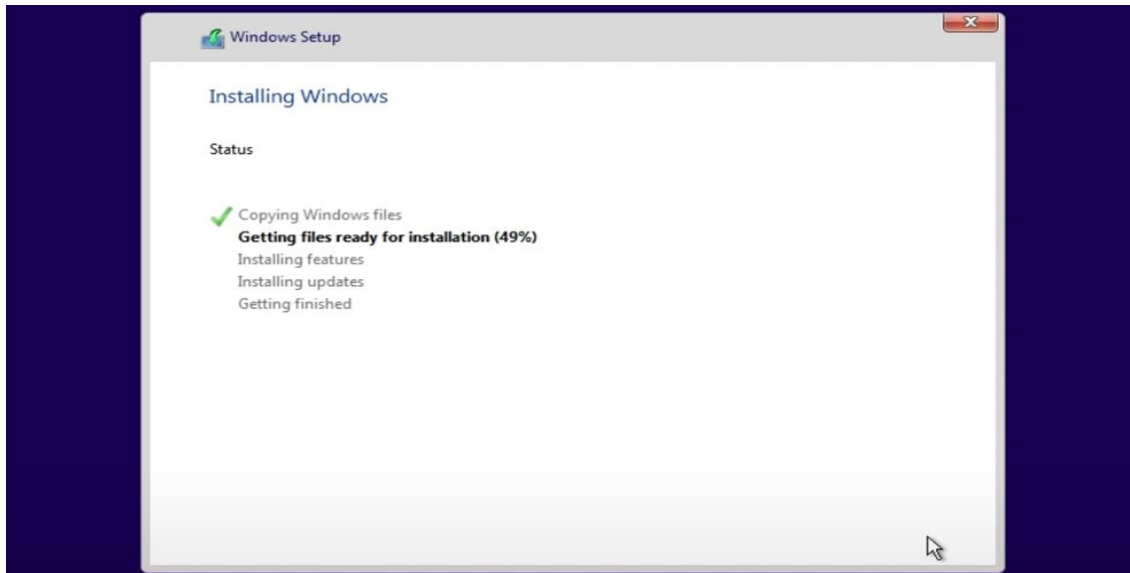 Windows Setup
Installing Windows
Status
Copying Windows files
Getting files ready for installation (49%)
Installing features
Installing updates
Getting finished